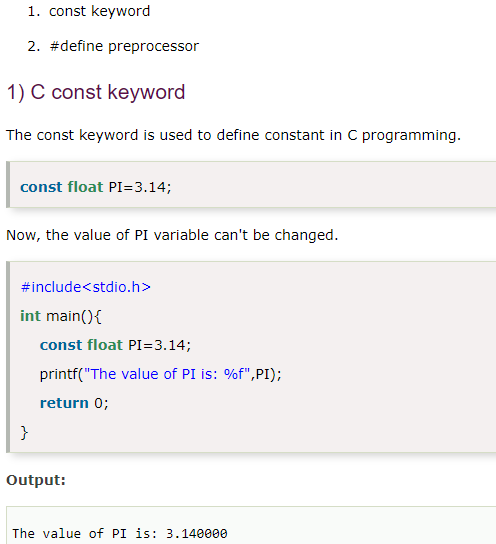 1. const keyword
2. #define preprocessor
1) C const keyword
The const keyword is used to define constant in C programming.
const float PI=3.14;
Now, the value of PI variable can't be changed.
#include<stdio.h>
int main(){
    const float PI=3.14;
    printf("The value of PI is: %f",PI);
    return 0;
}
Output:
The value of PI is: 3.140000